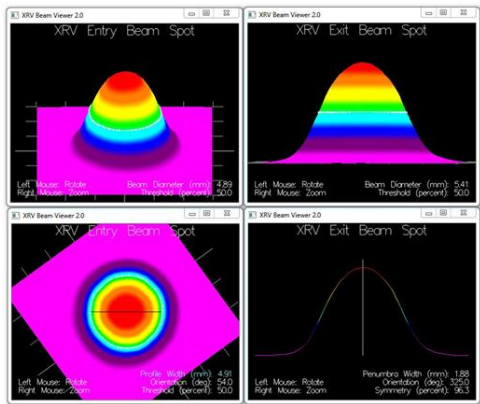 XRV Beam Viewer 2.0
XRV Entry Beam Spot
Left Mouse: Rotate
Right Mouse: Zoom
Beam Diameter (mm): 4.89
Threshold (percent): 50.0
XRV Beam Viewer 2.0
XRV Exit Beam Spot
Left Mouse: Rotate
Right Mouse: Zoom
Beam Diameter (mm): 5.41
Threshold (percent): 50.0
XRV Beam Viewer 2.0
XRV Entry Beam Spot
Left Mouse: Rotate
Right Mouse: Zoom
Profile Width (mm): 4.91
Orientation (deg): 54.0
Threshold (percent): 50.0
XRV Beam Viewer 2.0
XRV Exit Beam Spot
Left Mouse: Rotate
Right Mouse: Zoom
Penumbra Width (mm): 1.88
Orientation (deg): 325.0
Symmetry (percent): 96.3